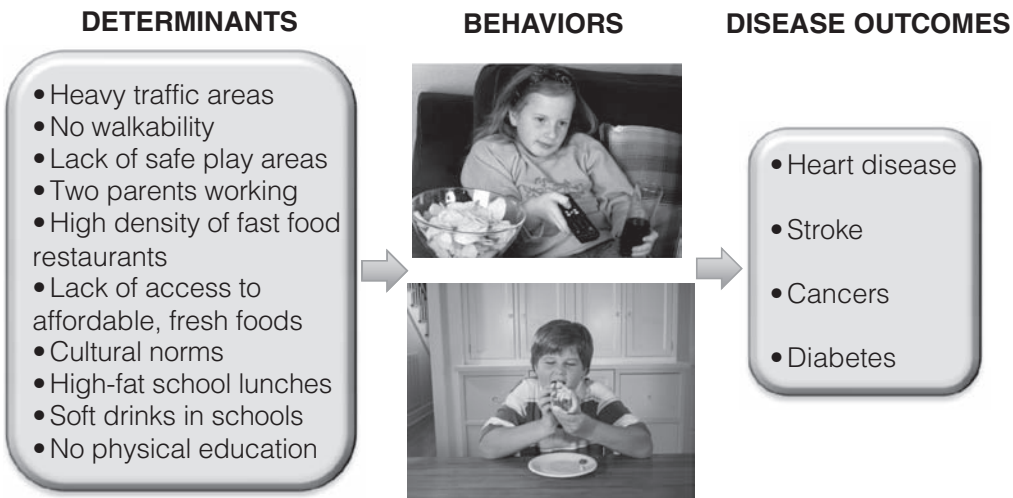 DETERMINANTS
BEHAVIORS
DISEASE OUTCOMES
•Heavy traffic areas
•No walkability
•Lack of safe play areas
•Two parents working
•High density of fast food
restaurants
•Lack of access to
affordable, fresh foods
•Cultural norms
•High-fat school lunches
•Soft drinks in schools
•No physical education
•Heart disease
•Stroke
•Cancers
•Diabetes